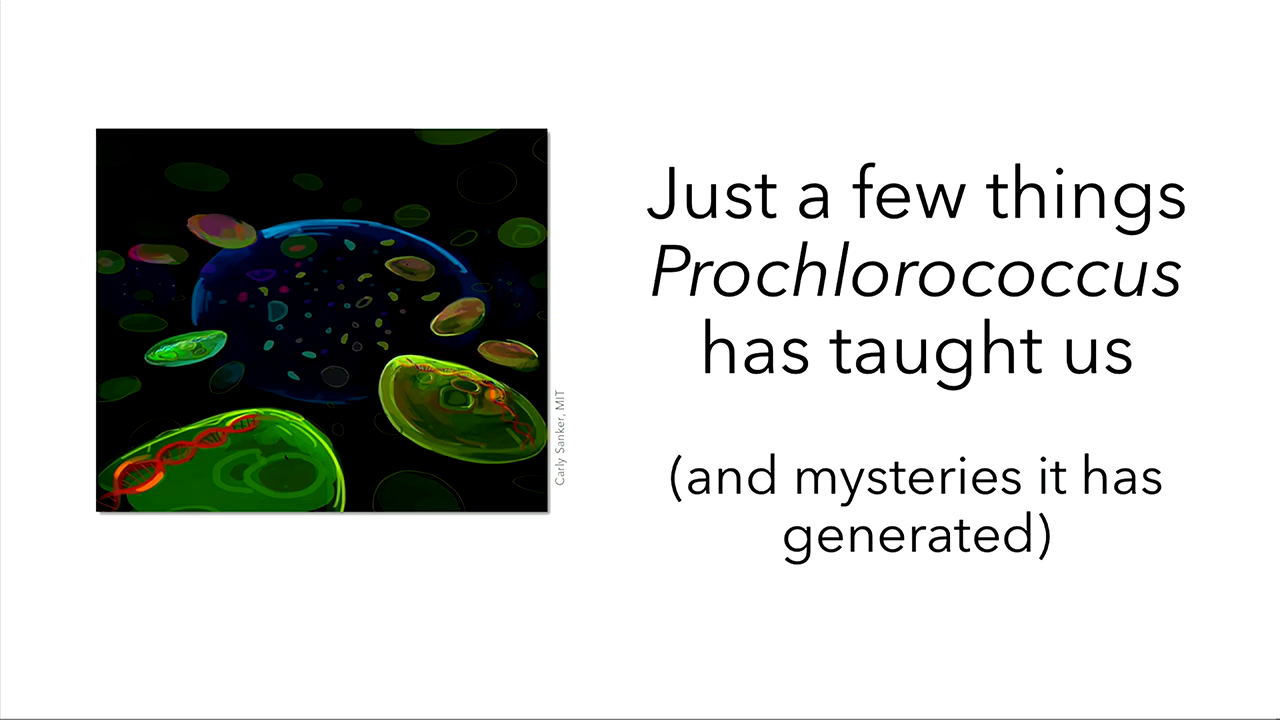 Just a few things
Prochlorococcus
has taught us
(and mysteries it has
generated)
Carly Sanker, MIT